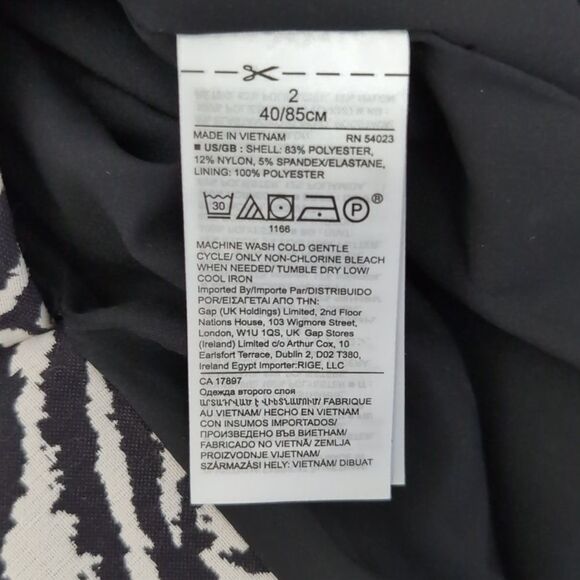 2
40/85CM
MADE IN VIETNAM RN 54023
■ US/GB : SHELL: 83% POLYESTER,
12% NYLON, 5% SPANDEX/ELASTANE,
LINING: 100% POLYESTER
30 P ®
1166
MACHINE WASH COLD GENTLE
CYCLE/ ONLY NON-CHLORINE BLEACH
WHEN NEEDED/ TUMBLE DRY LOW/
COOL IRON
Imported By/Importe Par/DISTRIBUIDO
POR/ΕΙΣΑΓΕΤΑΙ ΑΠΟ ΤΗΝ:
Gap (UK Holdings) Limited, 2nd Floor
Nations House, 103 Wigmore Street,
London, W1U 1QS, UK Gap Stores
(Ireland) Limited c/o Arthur Cox, 10
Earlsfort Terrace, Dublin 2, D02 T380,
Ireland Egypt Importer:RIGE, LLC
CA 17897
Одежда второго слоя
ԱՐՏԱԴՐՎԱԾ Է ՎԻԵՏՆԱՄՈՒՄ/ FABRIQUE
AU VIETNAM/ HECHO EN VIETNAM
CON INSUMOS IMPORTADOS/
ПРОИЗВЕДЕНО ВЪВ ВИЕТНАМ/
FABRICADO NO VIETNÃ/ ZEMLJA
PROIZVODNJE VIJETNAM/
SZÁRMAZÁSI HELY: VIETNÁM/ DIBUAT